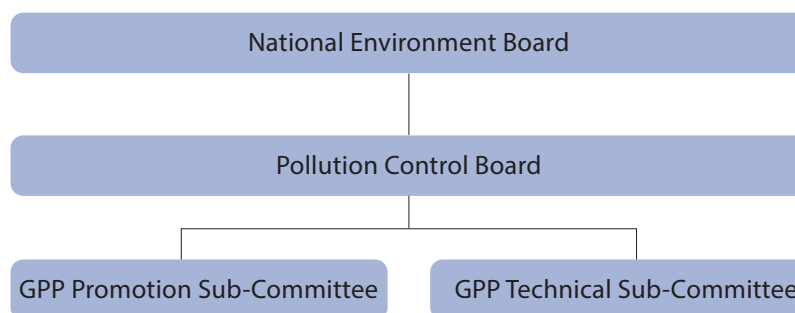 National Environment Board
Pollution Control Board
GPP Promotion Sub-Committee
GPP Technical Sub-Committee